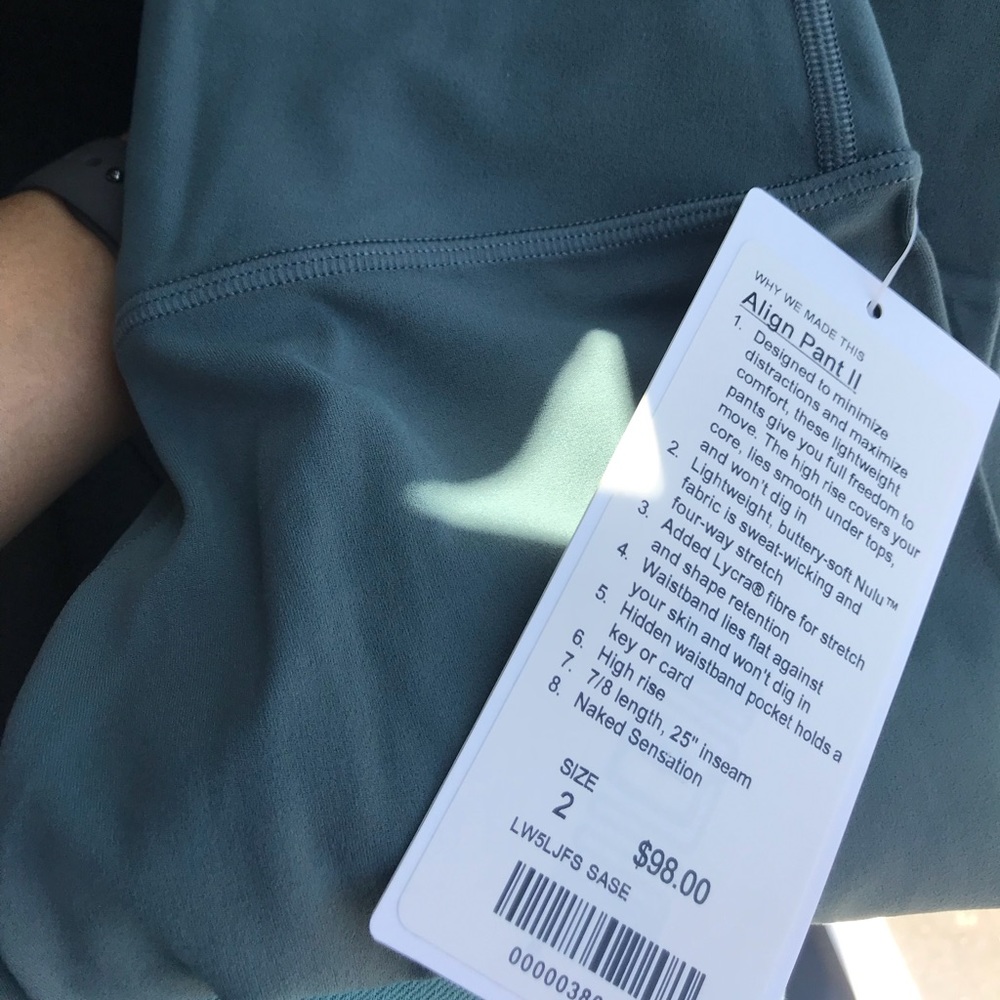 WHY WE MADE THIS
Align Pant II
1. Designed to minimize
distractions and maximize
comfort, these lightweight
pants give you full freedom to
move. The high rise covers your
core, lies smooth under tops,
and won't dig in
2. Lightweight, buttery-soft Nulu™
fabric is sweat-wicking and
four-way stretch
3. Added Lycra® fibre for stretch
and shape retention
4. Waistband lies flat against
your skin and won't dig in
5. Hidden waistband pocket holds a
key or card
6. High rise
7. 7/8 length, 25" inseam
8. Naked Sensation
SIZE
2
$98.00
LW5LJFS SASE